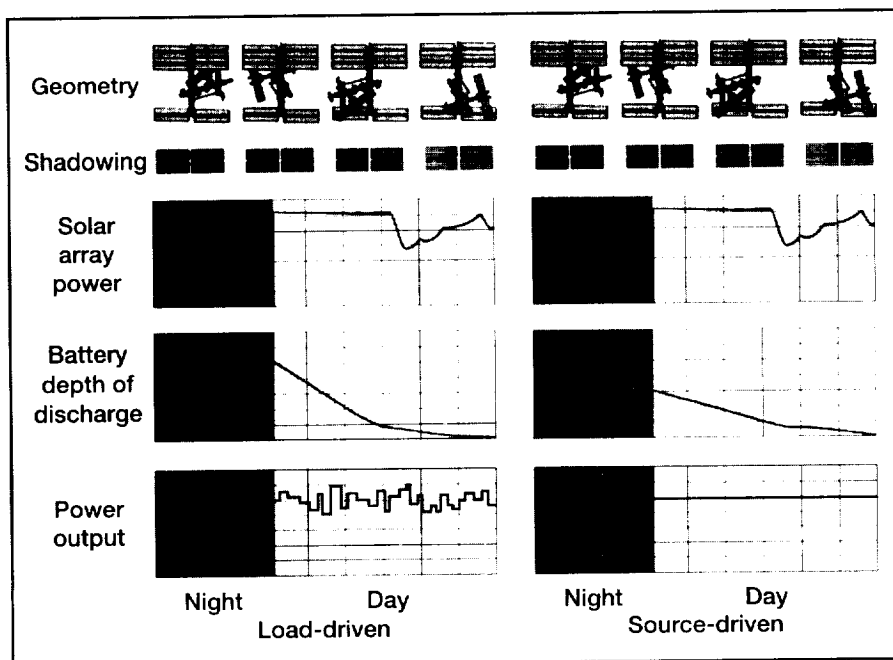 Geometry
Shadowing
Solar
array
power
Battery
depth of
discharge
Power
output
Night Day
Load-driven
Night Day
Source-driven